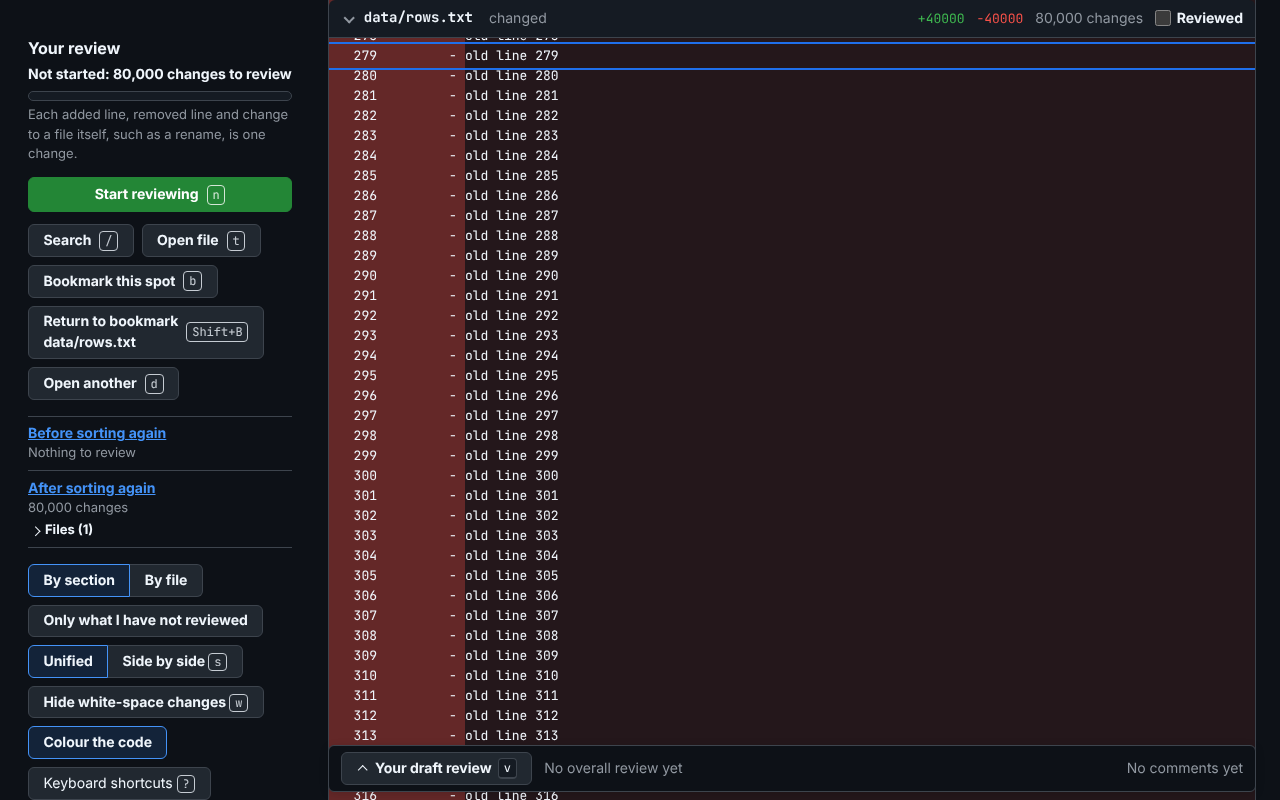 Your review
Not started: 80,000 changes to review
Each added line, removed line and change
to a file itself, such as a rename, is one
change.
Start reviewing n
Search /
Open file t
Bookmark this spot b
Return to bookmark
data/rows.txt Shift+B
Open another d
Before sorting again
Nothing to review
After sorting again
80,000 changes
Files (1)
By section By file
Only what I have not reviewed
Unified Side by side s
Hide white-space changes w
Colour the code
Keyboard shortcuts ?
data/rows.txt changed +40000 -40000 80,000 changes Reviewed
278 - old line 278
279 - old line 279
280 - old line 280
281 - old line 281
282 - old line 282
283 - old line 283
284 - old line 284
285 - old line 285
286 - old line 286
287 - old line 287
288 - old line 288
289 - old line 289
290 - old line 290
291 - old line 291
292 - old line 292
293 - old line 293
294 - old line 294
295 - old line 295
296 - old line 296
297 - old line 297
298 - old line 298
299 - old line 299
300 - old line 300
301 - old line 301
302 - old line 302
303 - old line 303
304 - old line 304
305 - old line 305
306 - old line 306
307 - old line 307
308 - old line 308
309 - old line 309
310 - old line 310
311 - old line 311
312 - old line 312
313 - old line 313
Your draft review v No overall review yet No comments yet
316 - old line 316